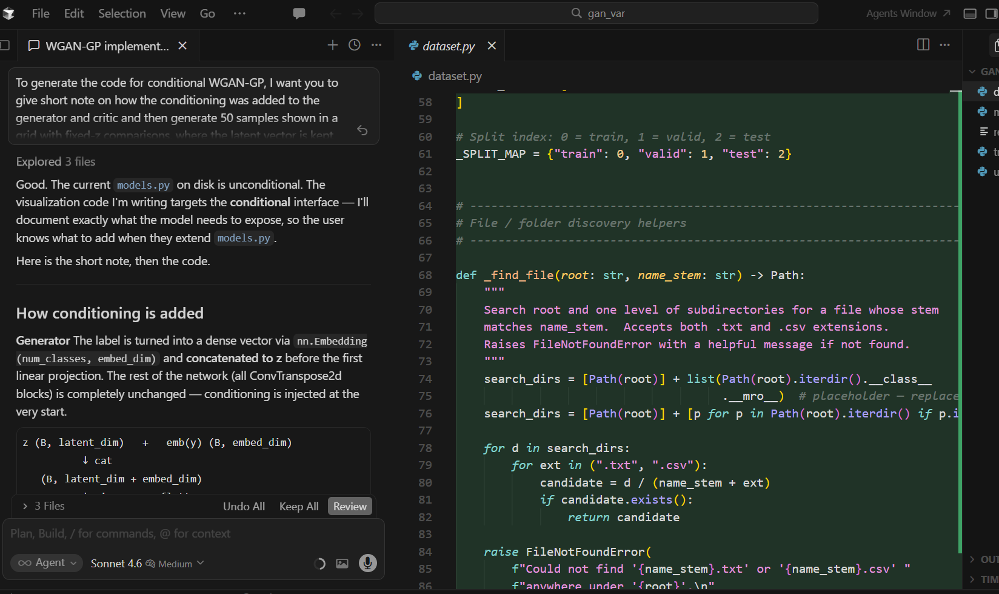 File Edit Selection View Go ···
gan_var
Agents Window
WGAN-GP implement...
dataset.py
dataset.py
To generate the code for conditional WGAN-GP, I want you to
give short note on how the conditioning was added to the
generator and critic and then generate 50 samples shown in a
grid with fixed-z comparisons, where the latent vector is kept
Explored 3 files
Good. The current models.py on disk is unconditional. The
visualization code I'm writing targets the conditional interface — I'll
document exactly what the model needs to expose, so the user
knows what to add when they extend models.py.
Here is the short note, then the code.
How conditioning is added
Generator The label is turned into a dense vector via nn.Embedding
(num_classes, embed_dim) and concatenated to z before the first
linear projection. The rest of the network (all ConvTranspose2d
blocks) is completely unchanged — conditioning is injected at the
very start.
z (B, latent_dim) + emb(y) (B, embed_dim)
↓ cat
(B, latent_dim + embed_dim)
3 Files
Undo All Keep All Review
Plan, Build, / for commands, @ for context
Agent Sonnet 4.6 Medium
58 ]
59
60 # Split index: 0 = train, 1 = valid, 2 = test
61 _SPLIT_MAP = {"train": 0, "valid": 1, "test": 2}
62
63
64 # ----------------------------------------------------------------------
65 # File / folder discovery helpers
66 # ----------------------------------------------------------------------
67
68 def _find_file(root: str, name_stem: str) -> Path:
69 """
70 Search root and one level of subdirectories for a file whose stem
71 matches name_stem.  Accepts both .txt and .csv extensions.
72 Raises FileNotFoundError with a helpful message if not found.
73 """
74 search_dirs = [Path(root)] + list(Path(root).iterdir().__class__
75 .__mro__)  # placeholder — replace
76 search_dirs = [Path(root)] + [p for p in Path(root).iterdir() if p.i
77
78 for d in search_dirs:
79 for ext in (".txt", ".csv"):
80 candidate = d / (name_stem + ext)
81 if candidate.exists():
82 return candidate
83
84 raise FileNotFoundError(
85 f"Could not find '{name_stem}.txt' or '{name_stem}.csv' "
86 f"anywhere under '{root}'.\n"
GAN
d
m
re
tr
u
OUT
TIM